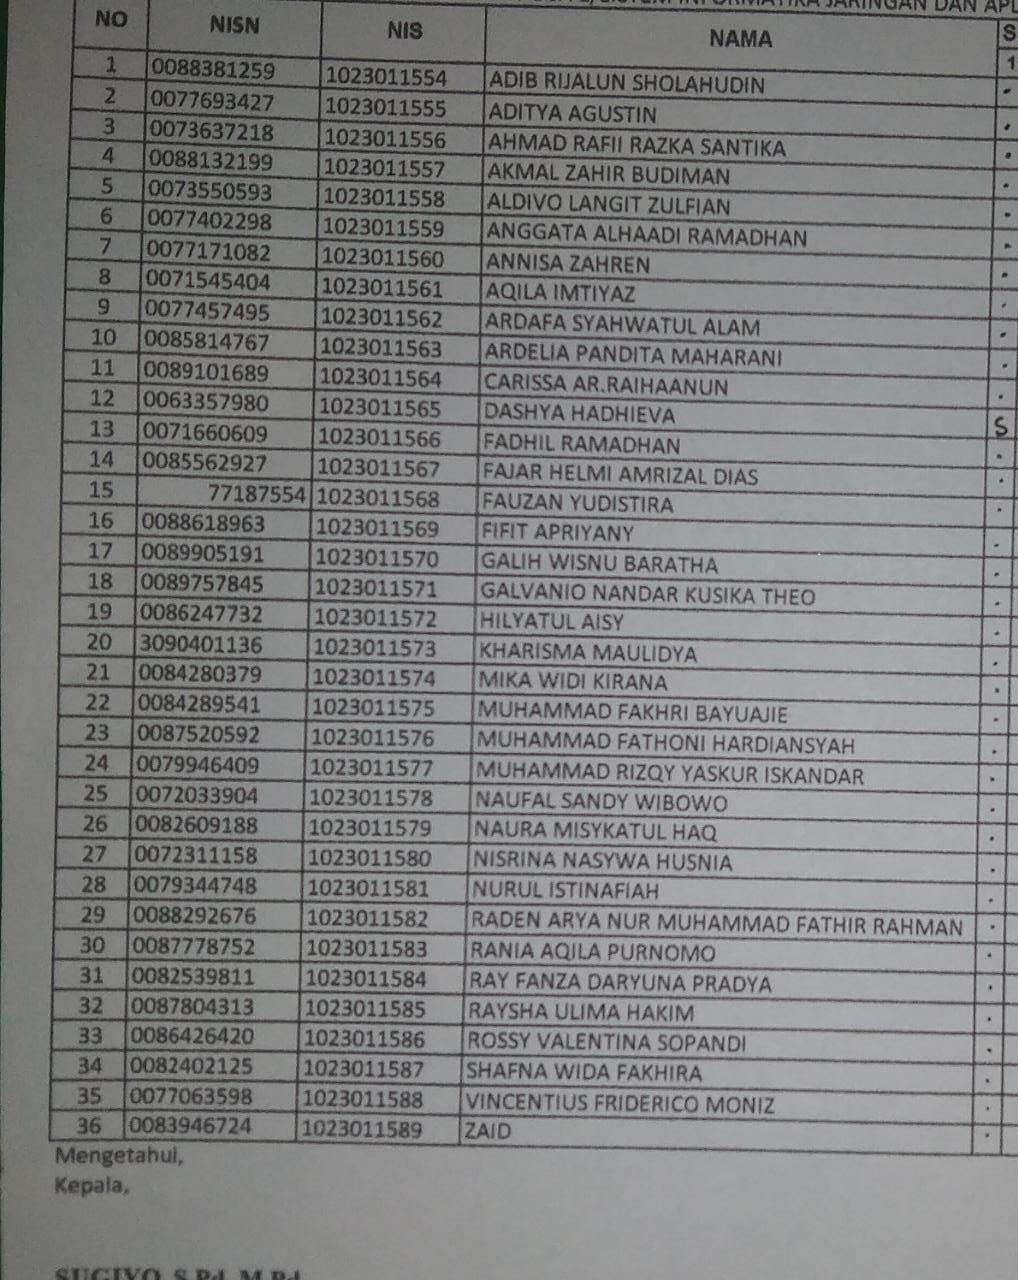 SISTEM INFORMATIKA JARINGAN DAN
NO NISN NIS NAMA S
1
1 0088381259 1023011554 ADIB RIJALUN SHOLAHUDIN
2 0077693427 1023011555 ADITYA AGUSTIN
3 0073637218 1023011556 AHMAD RAFII RAZKA SANTIKA
4 0088132199 1023011557 AKMAL ZAHIR BUDIMAN
5 0073550593 1023011558 ALDIVO LANGIT ZULFIAN
6 0077402298 1023011559 ANGGATA ALHAADI RAMADHAN
7 0077171082 1023011560 ANNISA ZAHREN
8 0071545404 1023011561 AQILA IMTIYAZ
9 0077457495 1023011562 ARDAFA SYAHWATUL ALAM
10 0085814767 1023011563 ARDELIA PANDITA MAHARANI
11 0089101689 1023011564 CARISSA AR.RAIHAANUN
12 0063357980 1023011565 DASHYA HADHIEVA S
13 0071660609 1023011566 FADHIL RAMADHAN
14 0085562927 1023011567 FAJAR HELMI AMRIZAL DIAS
15 77187554 1023011568 FAUZAN YUDISTIRA
16 0088618963 1023011569 FIFIT APRIYANY
17 0089905191 1023011570 GALIH WISNU BARATHA
18 0089757845 1023011571 GALVANIO NANDAR KUSIKA THEO
19 0086247732 1023011572 HILYATUL AISY
20 3090401136 1023011573 KHARISMA MAULIDYA
21 0084280379 1023011574 MIKA WIDI KIRANA
22 0084289541 1023011575 MUHAMMAD FAKHRI BAYUAJIE
23 0087520592 1023011576 MUHAMMAD FATHONI HARDIANSYAH
24 0079946409 1023011577 MUHAMMAD RIZQY YASKUR ISKANDAR
25 0072033904 1023011578 NAUFAL SANDY WIBOWO
26 0082609188 1023011579 NAURA MISYKATUL HAQ
27 0072311158 1023011580 NISRINA NASYWA HUSNIA
28 0079344748 1023011581 NURUL ISTINAFIAH
29 0088292676 1023011582 RADEN ARYA NUR MUHAMMAD FATHIR RAHMAN
30 0087778752 1023011583 RANIA AQILA PURNOMO
31 0082539811 1023011584 RAY FANZA DARYUNA PRADYA
32 0087804313 1023011585 RAYSHA ULIMA HAKIM
33 0086426420 1023011586 ROSSY VALENTINA SOPANDI
34 0082402125 1023011587 SHAFNA WIDA FAKHIRA
35 0077063598 1023011588 VINCENTIUS FRIDERICO MONIZ
36 0083946724 1023011589 ZAID
Mengetahui,
Kepala,
SUGIYO, S.Pd, M.Pd